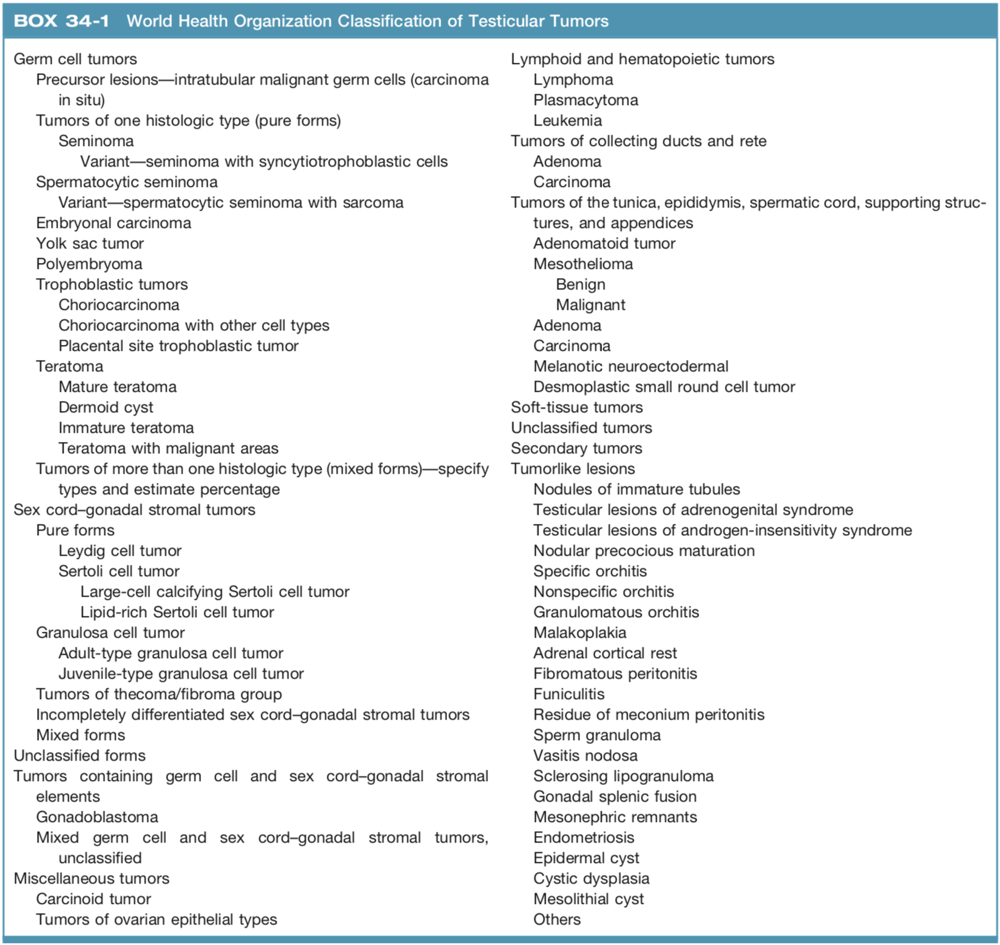 BOX 34-1 World Health Organization Classification of Testicular Tumors
Germ cell tumors
Precursor lesions—intratubular malignant germ cells (carcinoma
in situ)
Tumors of one histologic type (pure forms)
Seminoma
Variant—seminoma with syncytiotrophoblastic cells
Spermatocytic seminoma
Variant—spermatocytic seminoma with sarcoma
Embryonal carcinoma
Yolk sac tumor
Polyembryoma
Trophoblastic tumors
Choriocarcinoma
Choriocarcinoma with other cell types
Placental site trophoblastic tumor
Teratoma
Mature teratoma
Dermoid cyst
Immature teratoma
Teratoma with malignant areas
Tumors of more than one histologic type (mixed forms)—specify
types and estimate percentage
Sex cord–gonadal stromal tumors
Pure forms
Leydig cell tumor
Sertoli cell tumor
Large-cell calcifying Sertoli cell tumor
Lipid-rich Sertoli cell tumor
Granulosa cell tumor
Adult-type granulosa cell tumor
Juvenile-type granulosa cell tumor
Tumors of thecoma/fibroma group
Incompletely differentiated sex cord–gonadal stromal tumors
Mixed forms
Unclassified forms
Tumors containing germ cell and sex cord–gonadal stromal
elements
Gonadoblastoma
Mixed germ cell and sex cord–gonadal stromal tumors,
unclassified
Miscellaneous tumors
Carcinoid tumor
Tumors of ovarian epithelial types
Lymphoid and hematopoietic tumors
Lymphoma
Plasmacytoma
Leukemia
Tumors of collecting ducts and rete
Adenoma
Carcinoma
Tumors of the tunica, epididymis, spermatic cord, supporting struc-
tures, and appendices
Adenomatoid tumor
Mesothelioma
Benign
Malignant
Adenoma
Carcinoma
Melanotic neuroectodermal
Desmoplastic small round cell tumor
Soft-tissue tumors
Unclassified tumors
Secondary tumors
Tumorlike lesions
Nodules of immature tubules
Testicular lesions of adrenogenital syndrome
Testicular lesions of androgen-insensitivity syndrome
Nodular precocious maturation
Specific orchitis
Nonspecific orchitis
Granulomatous orchitis
Malakoplakia
Adrenal cortical rest
Fibromatous peritonitis
Funiculitis
Residue of meconium peritonitis
Sperm granuloma
Vasitis nodosa
Sclerosing lipogranuloma
Gonadal splenic fusion
Mesonephric remnants
Endometriosis
Epidermal cyst
Cystic dysplasia
Mesolithial cyst
Others